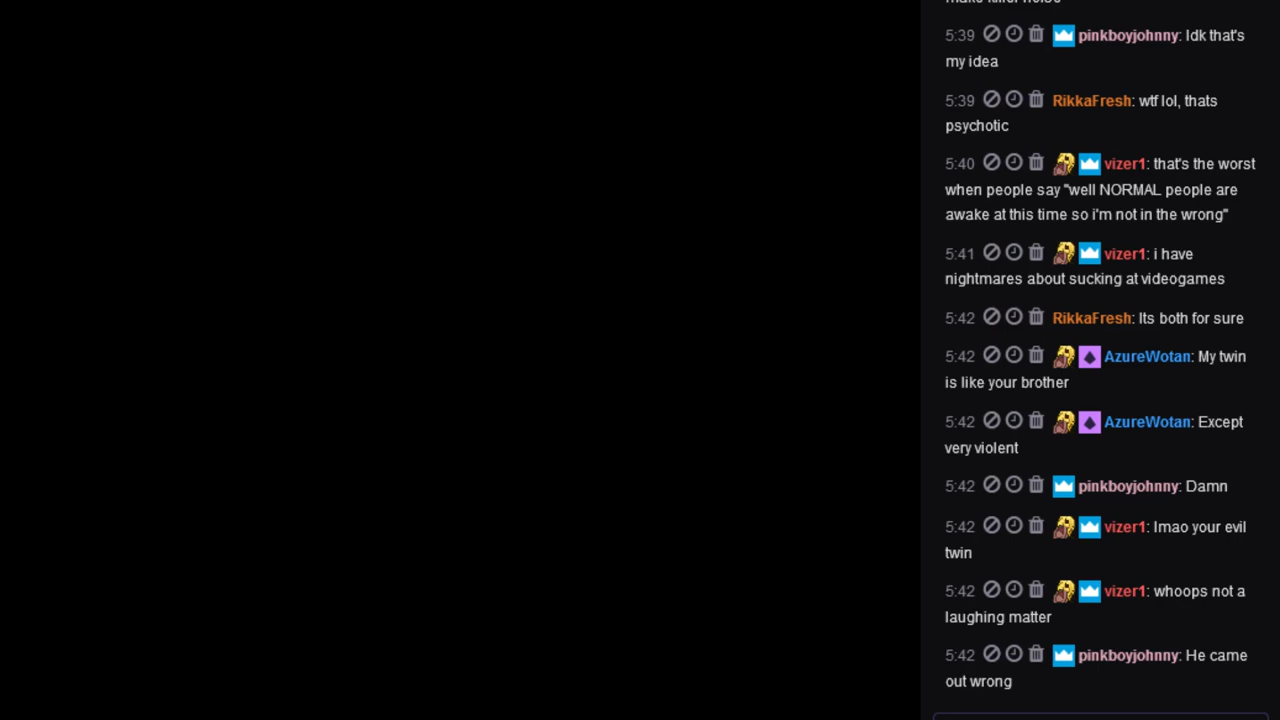 5:39 pinkboyjohnny: Idk that's
my idea
5:39 RikkaFresh: wtf lol, thats
psychotic
5:40 vizer1: that's the worst
when people say "well NORMAL people are
awake at this time so i'm not in the wrong"
5:41 vizer1: i have
nightmares about sucking at videogames
5:42 RikkaFresh: Its both for sure
5:42 AzureWotan: My twin
is like your brother
5:42 AzureWotan: Except
very violent
5:42 pinkboyjohnny: Damn
5:42 vizer1: lmao your evil
twin
5:42 vizer1: whoops not a
laughing matter
5:42 pinkboyjohnny: He came
out wrong